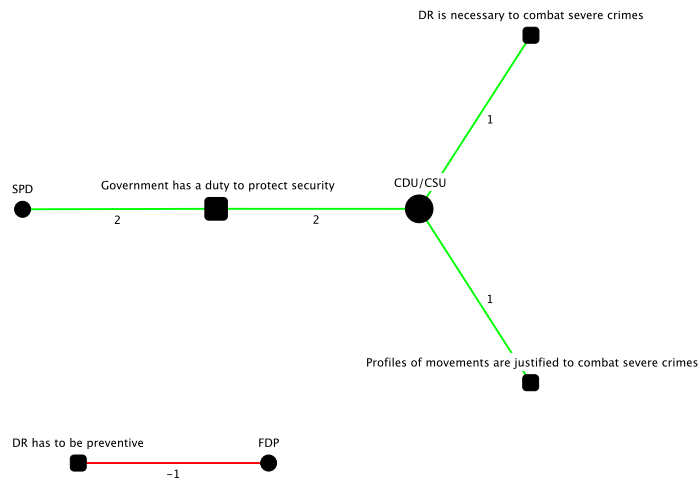 DR is necessary to combat severe crimes
1
CDU/CSU
Government has a duty to protect security
SPD
2
2
1
Profiles of movements are justified to combat severe crimes
DR has to be preventive
FDP
-1